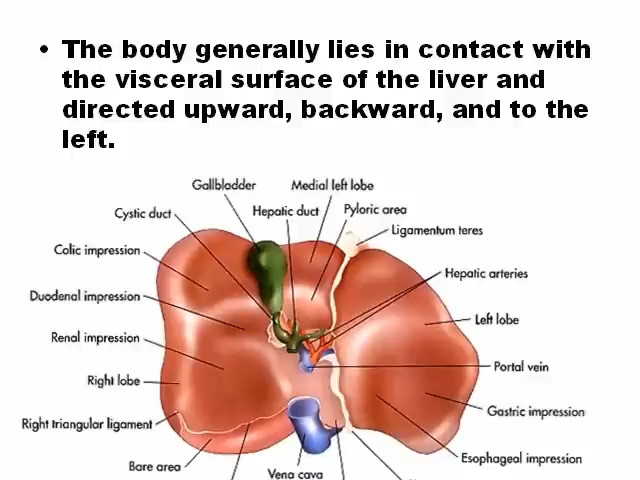 • The body generally lies in contact with
the visceral surface of the liver and
directed upward, backward, and to the
left.
Gallbladder
Medial left lobe
Cystic duct
Hepatic duct
Pyloric area
Ligamentum teres
Colic impression
Hepatic arteries
Duodenal impression
Left lobe
Renal impression
Portal vein
Right lobe
Gastric impression
Right triangular ligament
Esophageal impression
Bare area
Vena cava